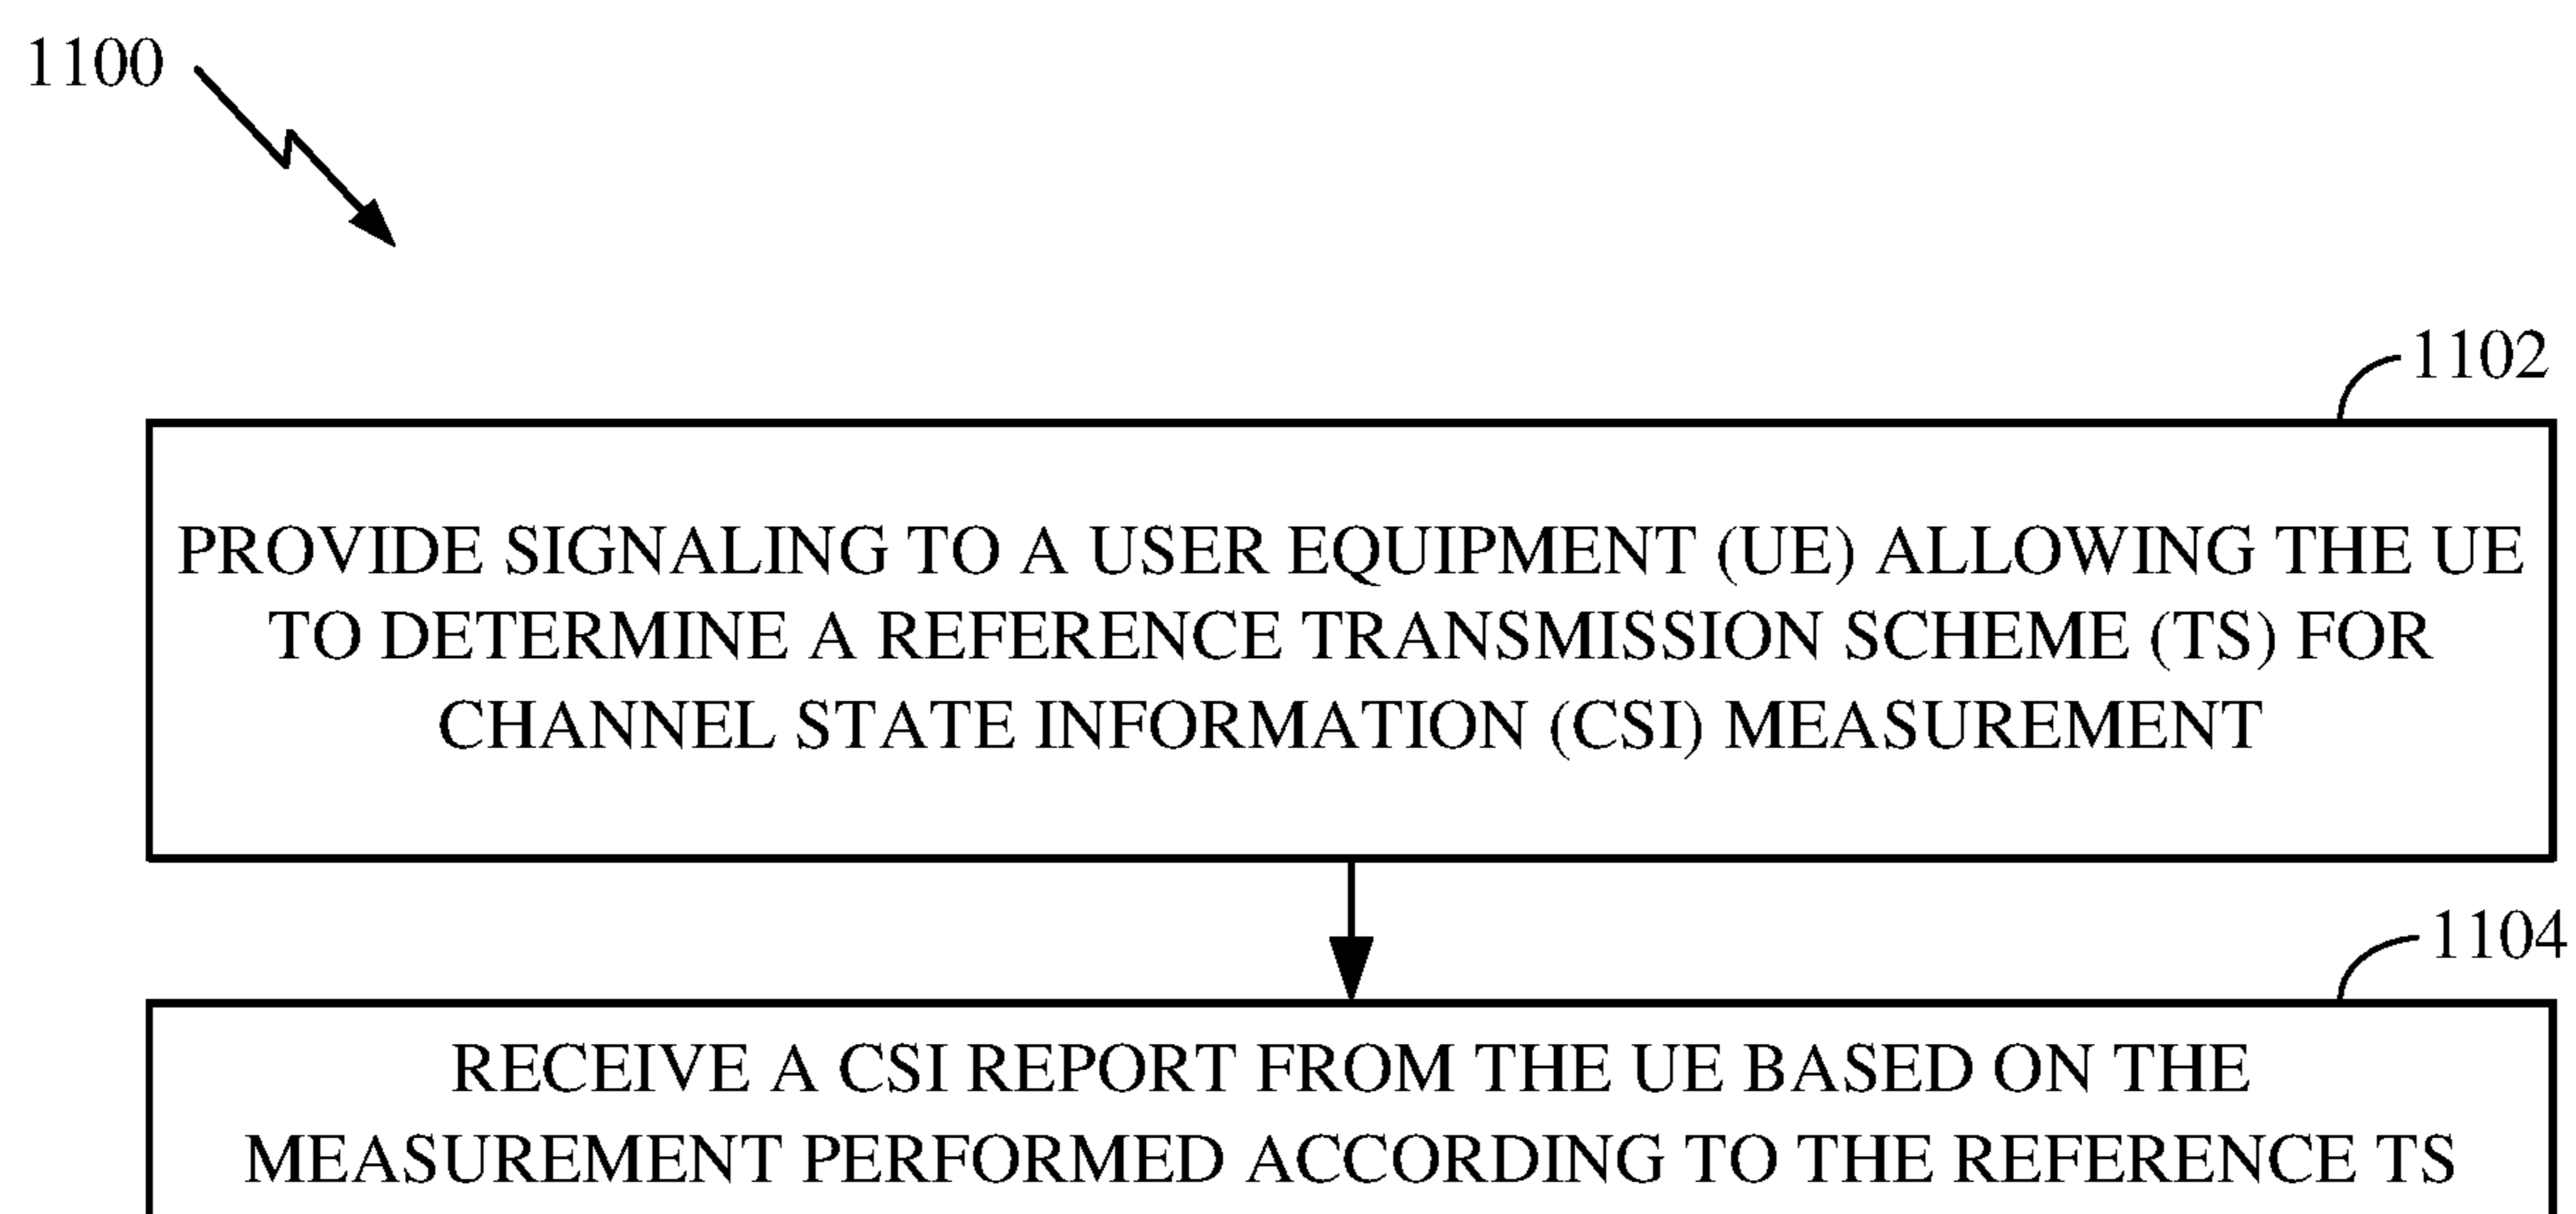 1100
1102
PROVIDE SIGNALING TO A USER EQUIPMENT (UE) ALLOWING THE UE
TO DETERMINE A REFERENCE TRANSMISSION SCHEME (TS) FOR
CHANNEL STATE INFORMATION (CSI) MEASUREMENT
1104
RECEIVE A CSI REPORT FROM THE UE BASED ON THE
MEASUREMENT PERFORMED ACCORDING TO THE REFERENCE TS